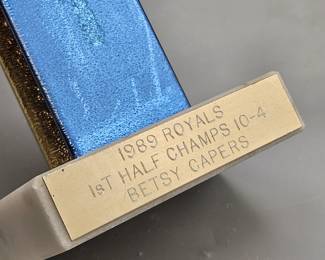 1989 ROYALS
1ST HALF CHAMPS 10-4
BETSY CAPERS